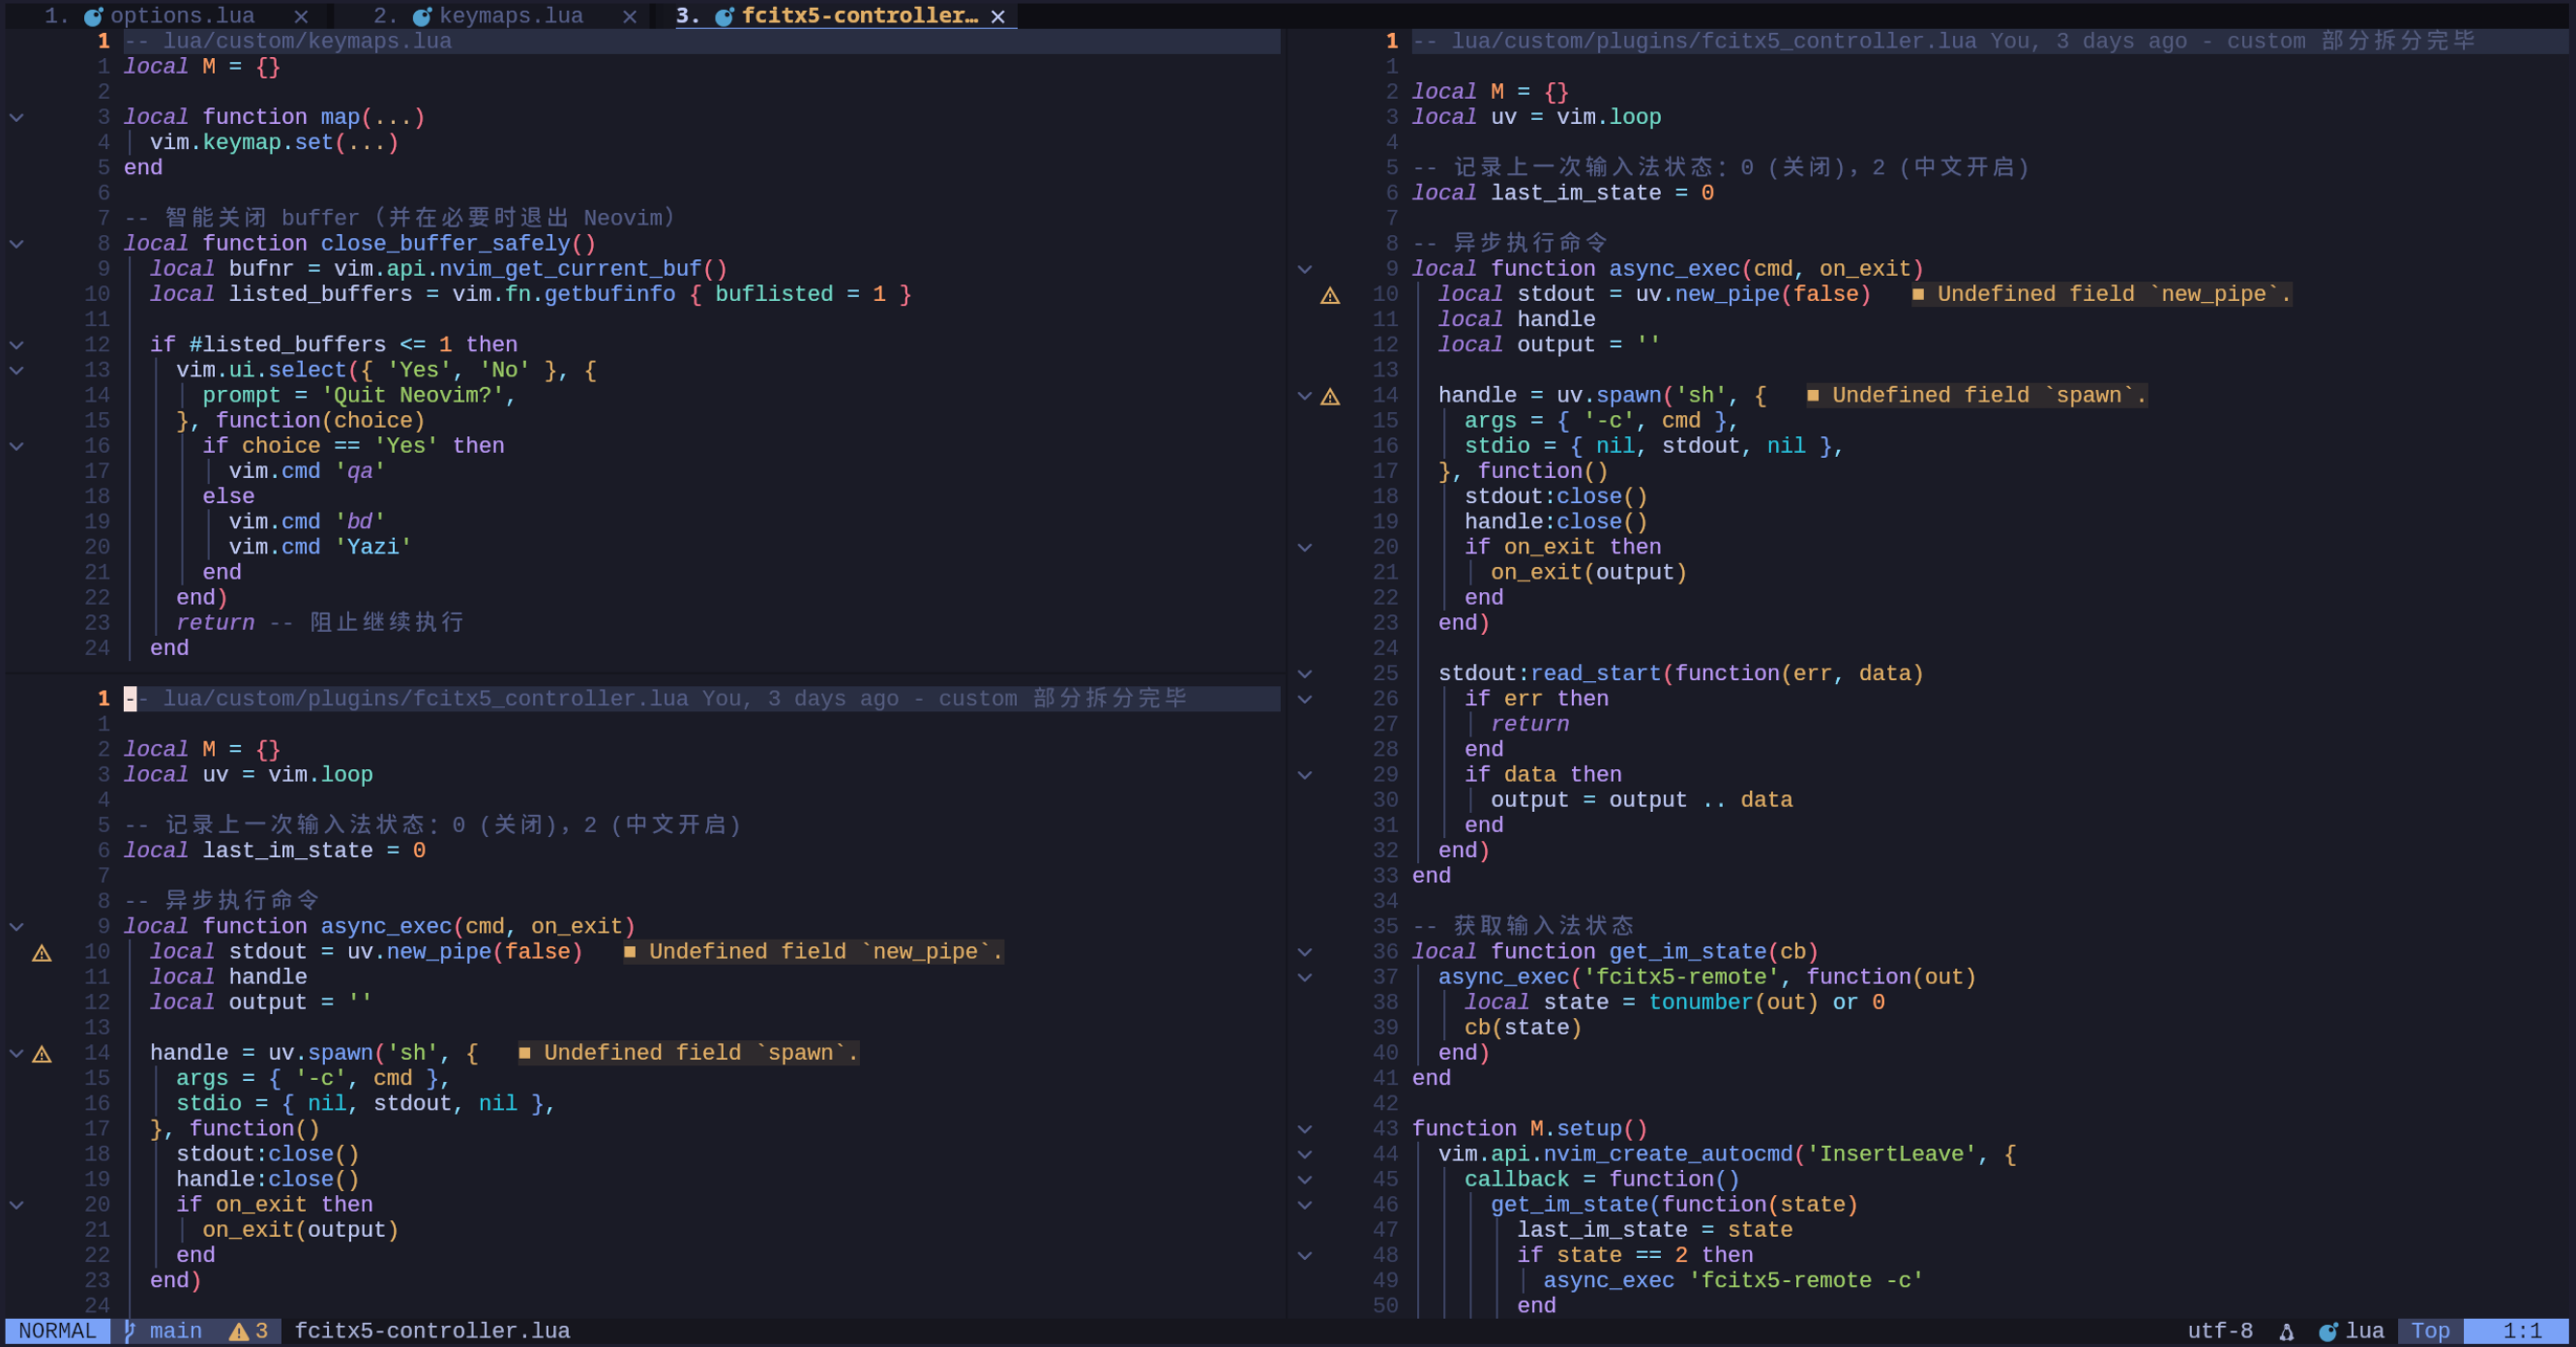 1. options.lua × 2. keymaps.lua × 3. fcitx5-controller… ×
1 -- lua/custom/keymaps.lua
1 local M = {}
2
3 local function map(...)
4   vim.keymap.set(...)
5 end
6
7 -- 智能关闭 buffer（并在必要时退出 Neovim）
8 local function close_buffer_safely()
9   local bufnr = vim.api.nvim_get_current_buf()
10   local listed_buffers = vim.fn.getbufinfo { buflisted = 1 }
11
12   if #listed_buffers <= 1 then
13     vim.ui.select({ 'Yes', 'No' }, {
14       prompt = 'Quit Neovim?',
15     }, function(choice)
16       if choice == 'Yes' then
17         vim.cmd 'qa'
18       else
19         vim.cmd 'bd'
20         vim.cmd 'Yazi'
21       end
22     end)
23     return -- 阻止继续执行
24   end
1 -- lua/custom/plugins/fcitx5_controller.lua You, 3 days ago - custom 部分拆分完毕
1
2 local M = {}
3 local uv = vim.loop
4
5 -- 记录上一次输入法状态：0 (关闭)，2 (中文开启)
6 local last_im_state = 0
7
8 -- 异步执行命令
9 local function async_exec(cmd, on_exit)
10   local stdout = uv.new_pipe(false)   ■ Undefined field `new_pipe`.
11   local handle
12   local output = ''
13
14   handle = uv.spawn('sh', {   ■ Undefined field `spawn`.
15     args = { '-c', cmd },
16     stdio = { nil, stdout, nil },
17   }, function()
18     stdout:close()
19     handle:close()
20     if on_exit then
21       on_exit(output)
22     end
23   end)
24
1 -- lua/custom/plugins/fcitx5_controller.lua You, 3 days ago - custom 部分拆分完毕
1
2 local M = {}
3 local uv = vim.loop
4
5 -- 记录上一次输入法状态：0 (关闭)，2 (中文开启)
6 local last_im_state = 0
7
8 -- 异步执行命令
9 local function async_exec(cmd, on_exit)
10   local stdout = uv.new_pipe(false)   ■ Undefined field `new_pipe`.
11   local handle
12   local output = ''
13
14   handle = uv.spawn('sh', {   ■ Undefined field `spawn`.
15     args = { '-c', cmd },
16     stdio = { nil, stdout, nil },
17   }, function()
18     stdout:close()
19     handle:close()
20     if on_exit then
21       on_exit(output)
22     end
23   end)
24
25   stdout:read_start(function(err, data)
26     if err then
27       return
28     end
29     if data then
30       output = output .. data
31     end
32   end)
33 end
34
35 -- 获取输入法状态
36 local function get_im_state(cb)
37   async_exec('fcitx5-remote', function(out)
38     local state = tonumber(out) or 0
39     cb(state)
40   end)
41 end
42
43 function M.setup()
44   vim.api.nvim_create_autocmd('InsertLeave', {
45     callback = function()
46       get_im_state(function(state)
47         last_im_state = state
48         if state == 2 then
49           async_exec 'fcitx5-remote -c'
50         end
NORMAL main 3 fcitx5-controller.lua utf-8 lua Top 1:1